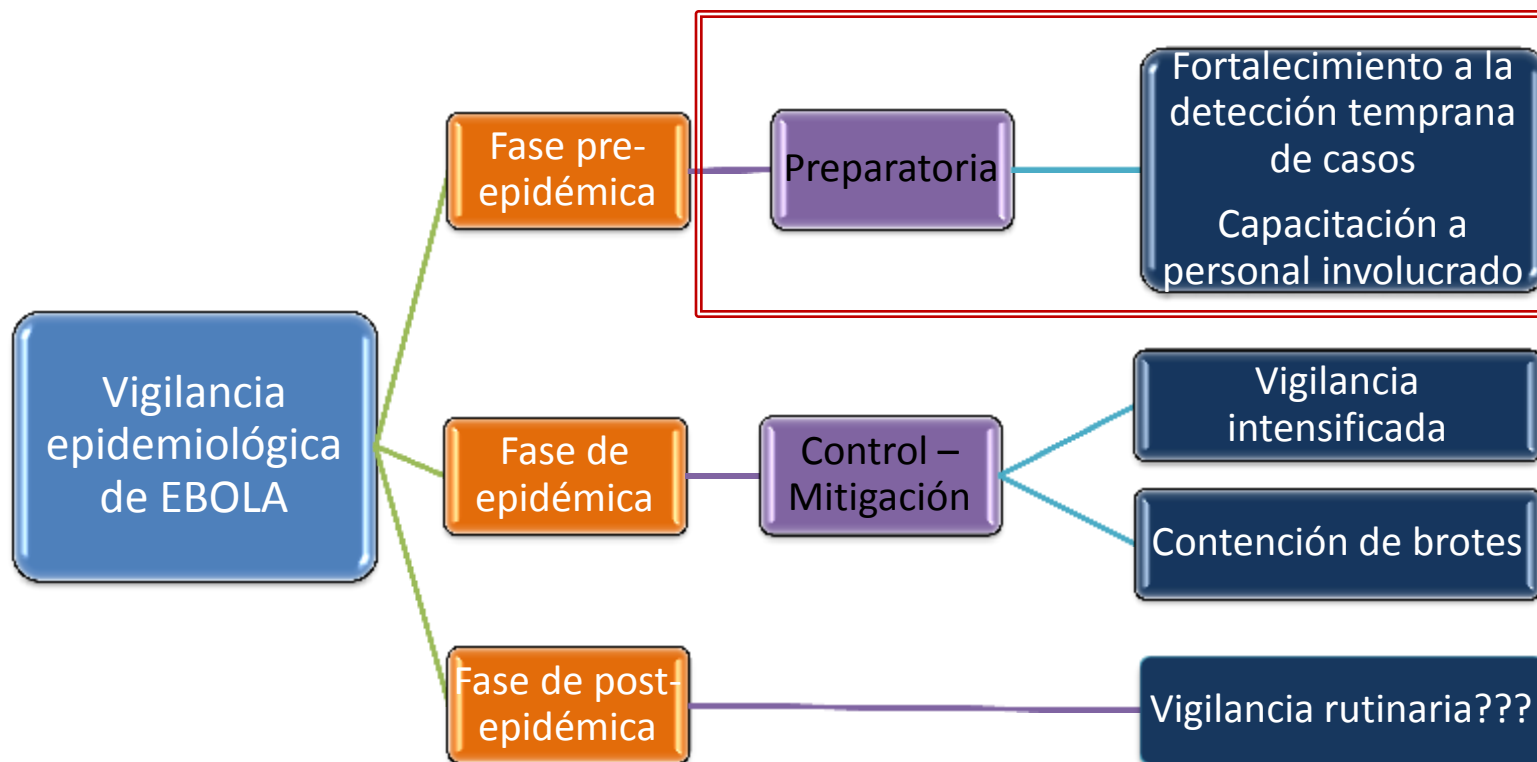 Vigilancia
epidemiológica
de EBOLA
Fase pre-
epidémica
Preparatoria
Fortalecimiento a la
detección temprana
de casos
Capacitación a
personal involucrado
Fase de
epidémica
Control –
Mitigación
Vigilancia
intensificada
Contención de brotes
Fase de post-
epidémica
Vigilancia rutinaria???